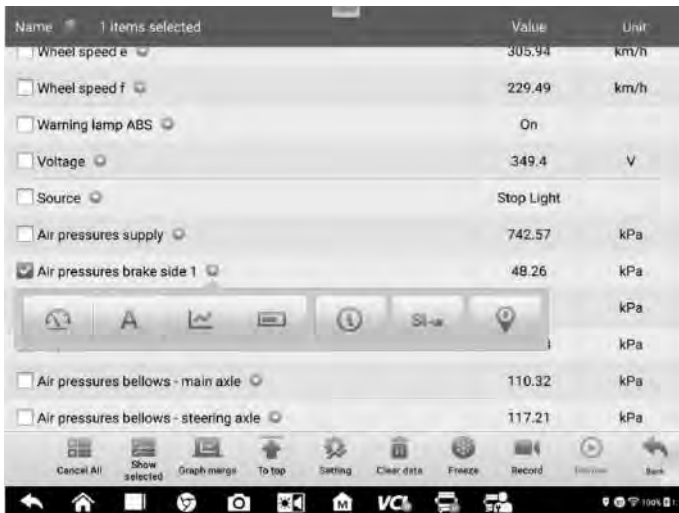 Name 1 items selected Value Unit
Wheel speed e 305.94 km/h
Wheel speed f 229.49 km/h
Warning lamp ABS On
Voltage 349.4 V
Source Stop Light
Air pressures supply 742.57 kPa
Air pressures brake side 1 48.26 kPa
A kPa
kPa
Air pressures bellows - main axle 110.32 kPa
Air pressures bellows - steering axle 117.21 kPa
Cancel All Show selected Graph merge To top Setting Clear data Freeze Record Back
M VCI 100%